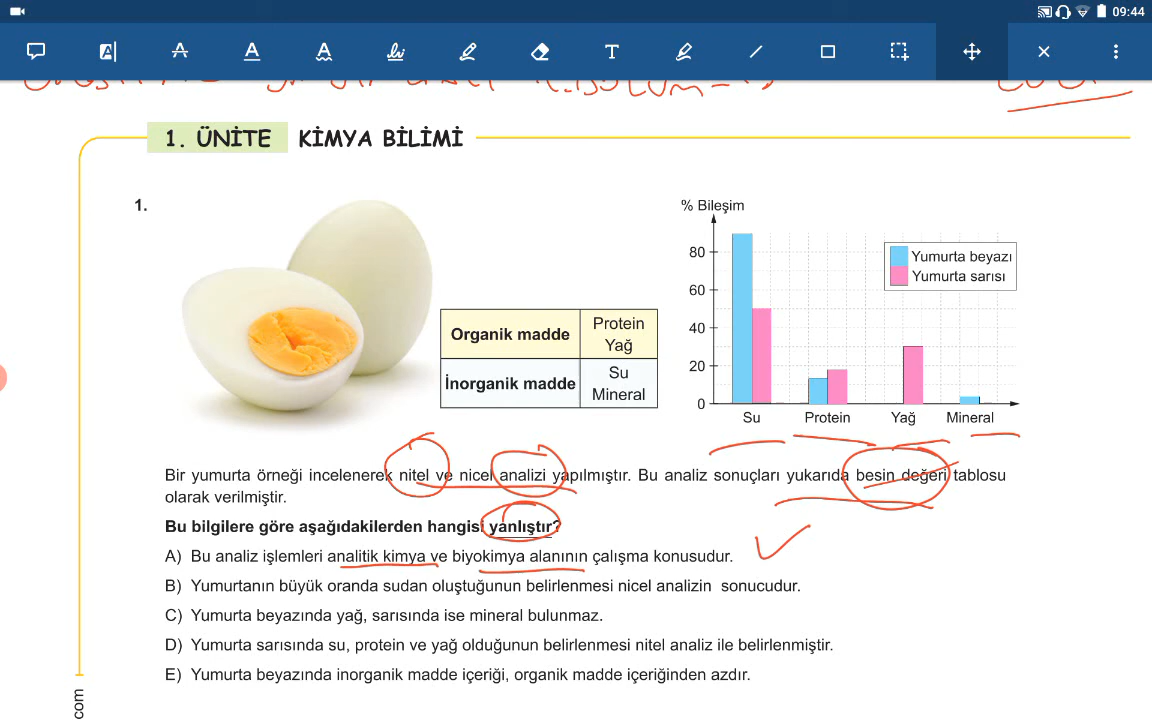 09:44
1. ÜNİTE KİMYA BİLİMİ
1.
Organik madde
Protein
Yağ
İnorganik madde
Su
Mineral
% Bileşim
80
60
40
20
0
Yumurta beyazı
Yumurta sarısı
Su Protein Yağ Mineral
Bir yumurta örneği incelenerek nitel ve nicel analizi yapılmıştır. Bu analiz sonuçları yukarıda besin değeri tablosu
olarak verilmiştir.
Bu bilgilere göre aşağıdakilerden hangisi yanlıştır?
A) Bu analiz işlemleri analitik kimya ve biyokimya alanının çalışma konusudur.
B) Yumurtanın büyük oranda sudan oluştuğunun belirlenmesi nicel analizin sonucudur.
C) Yumurta beyazında yağ, sarısında ise mineral bulunmaz.
D) Yumurta sarısında su, protein ve yağ olduğunun belirlenmesi nitel analiz ile belirlenmiştir.
E) Yumurta beyazında inorganik madde içeriği, organik madde içeriğinden azdır.
com